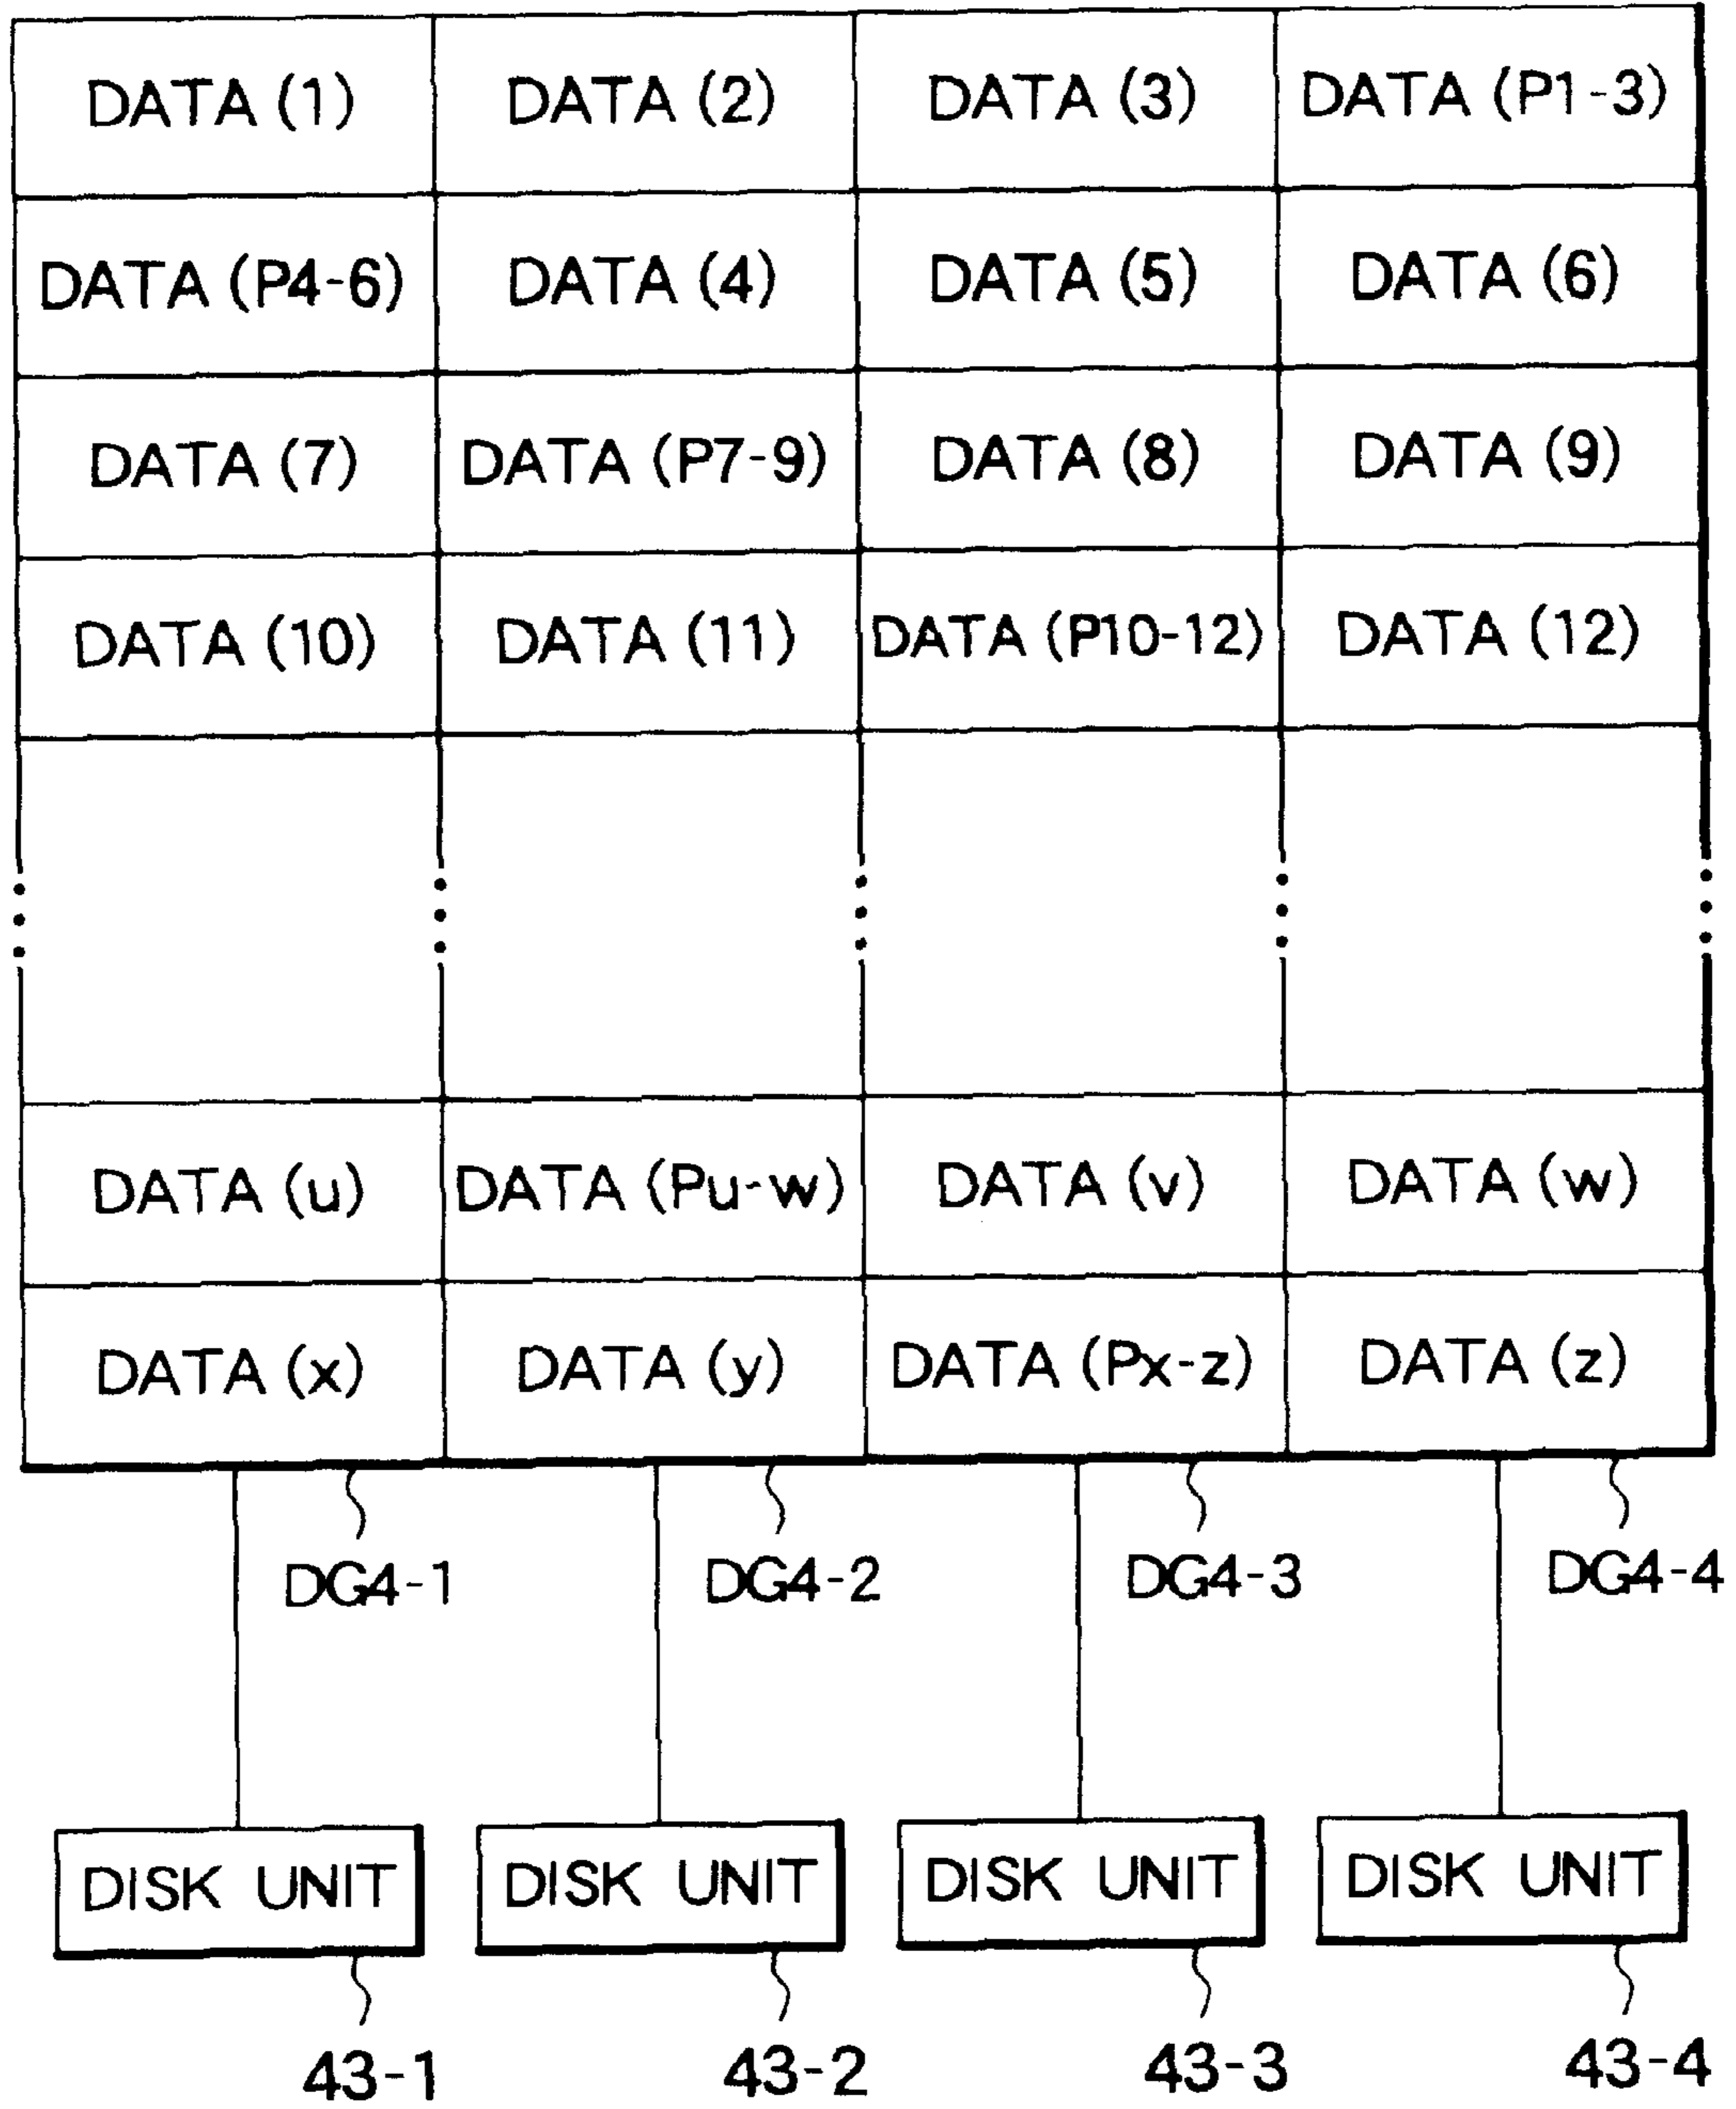 DATA (1) DATA (2) DATA (3) DATA (P1-3)
DATA (P4-6) DATA (4) DATA (5) DATA (6)
DATA (7) DATA (P7-9) DATA (8) DATA (9)
DATA (10) DATA (11) DATA (P10-12) DATA (12)
DATA (u) DATA (Pu-w) DATA (v) DATA (w)
DATA (x) DATA (y) DATA (Px-z) DATA (z)
DG4-1 DG4-2 DG4-3 DG4-4
DISK UNIT DISK UNIT DISK UNIT DISK UNIT
43-1 43-2 43-3 43-4